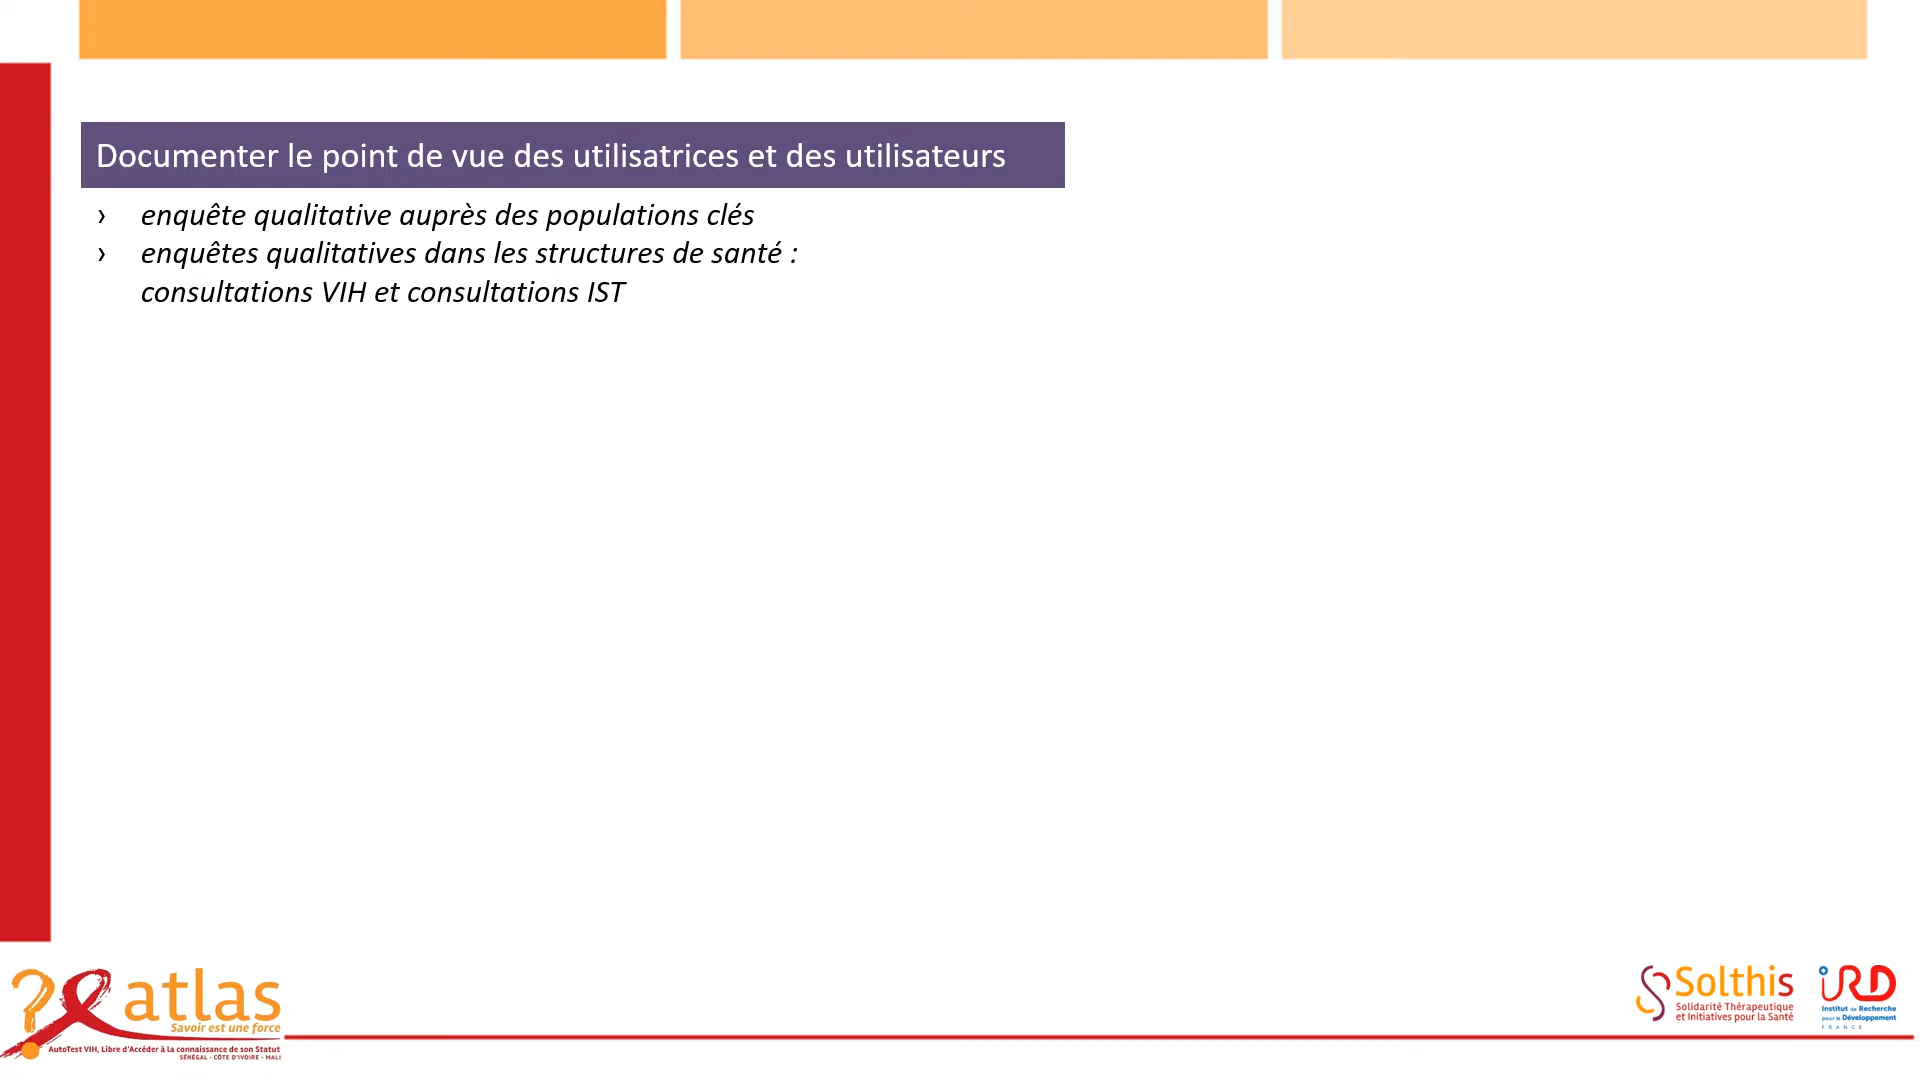 Documenter le point de vue des utilisatrices et des utilisateurs
› enquête qualitative auprès des populations clés
› enquêtes qualitatives dans les structures de santé :
consultations VIH et consultations IST
atlas
Savoir est une force
AutoTest VIH, Libre d'Accéder à la connaissance de son Statut
SÉNÉGAL - CÔTE D'IVOIRE - MALI
Solthis
Solidarité Thérapeutique
et Initiatives pour la Santé
IRD
Institut de Recherche
pour le Développement
FRANCE